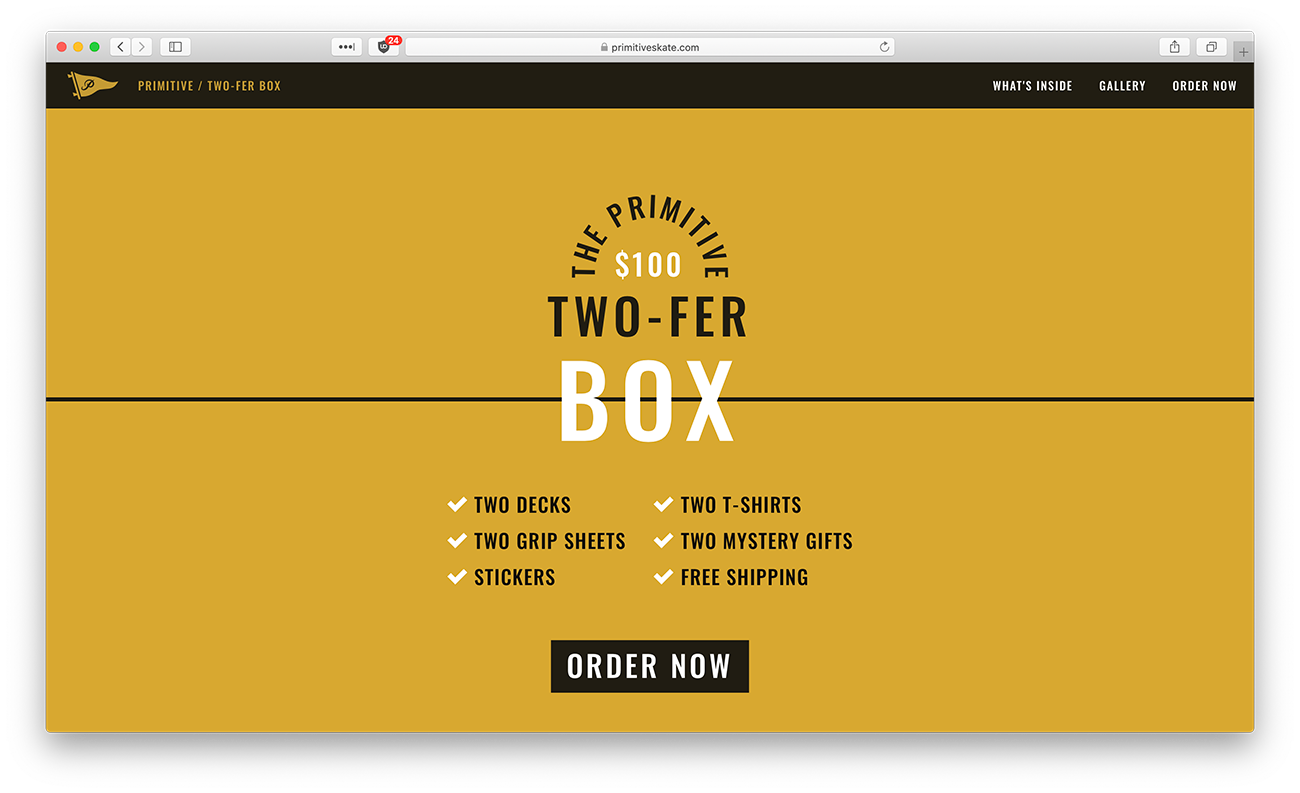 24
primitiveskate.com
P
PRIMITIVE / TWO-FER BOX
WHAT'S INSIDE
GALLERY
ORDER NOW
THE PRIMITIVE
$100
TWO-FER
BOX
TWO DECKS
TWO T-SHIRTS
TWO GRIP SHEETS
TWO MYSTERY GIFTS
STICKERS
FREE SHIPPING
ORDER NOW